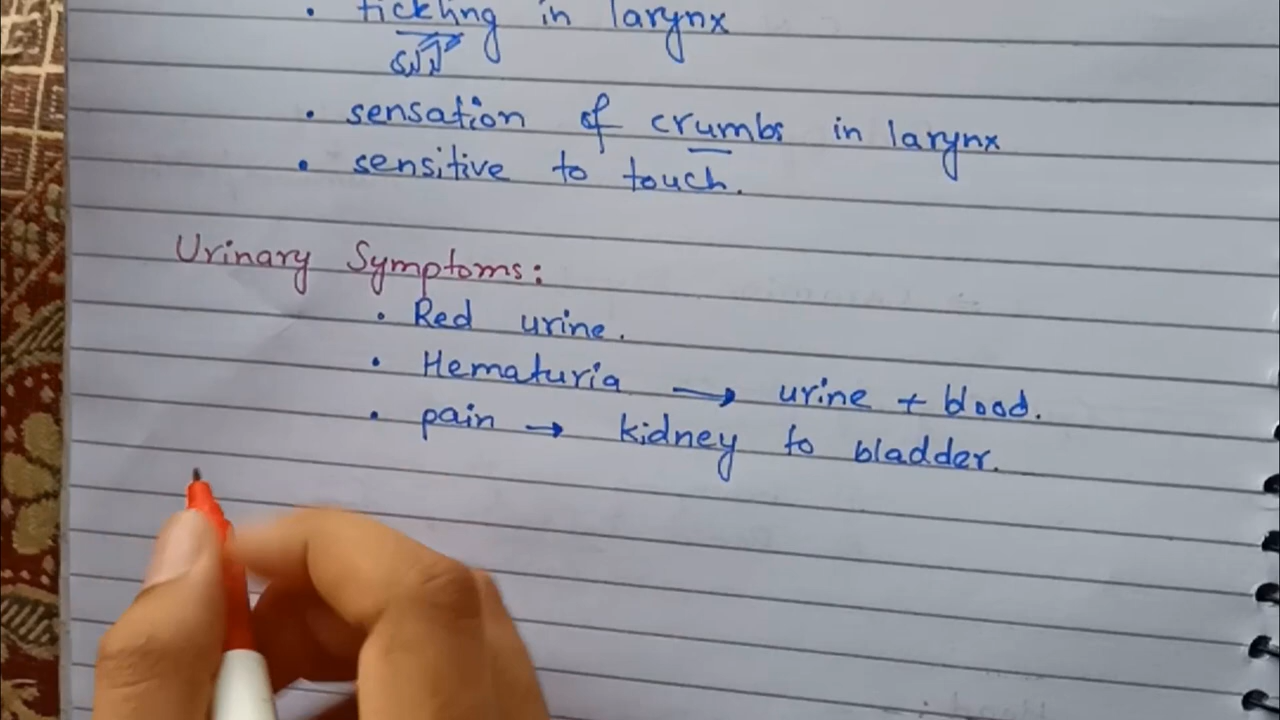 • tickling in larynx
• sensation of crumbs in larynx
• sensitive to touch.
Urinary Symptoms:
• Red urine.
• Hematuria → urine + blood.
• pain → kidney to bladder.